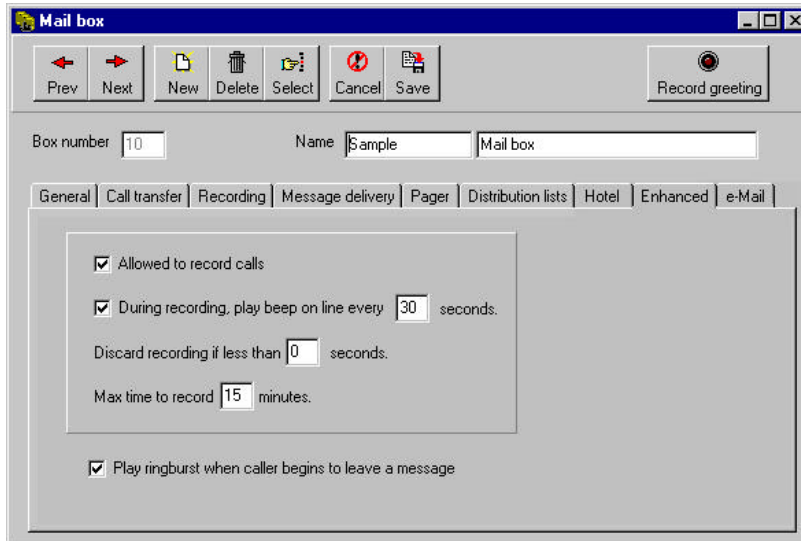 Mail box
Prev Next New Delete Select Cancel Save Record greeting
Box number 10 Name Sample Mail box
General Call transfer Recording Message delivery Pager Distribution lists Hotel Enhanced e-Mail
Allowed to record calls
During recording, play beep on line every 30 seconds.
Discard recording if less than 0 seconds.
Max time to record 15 minutes.
Play ringburst when caller begins to leave a message